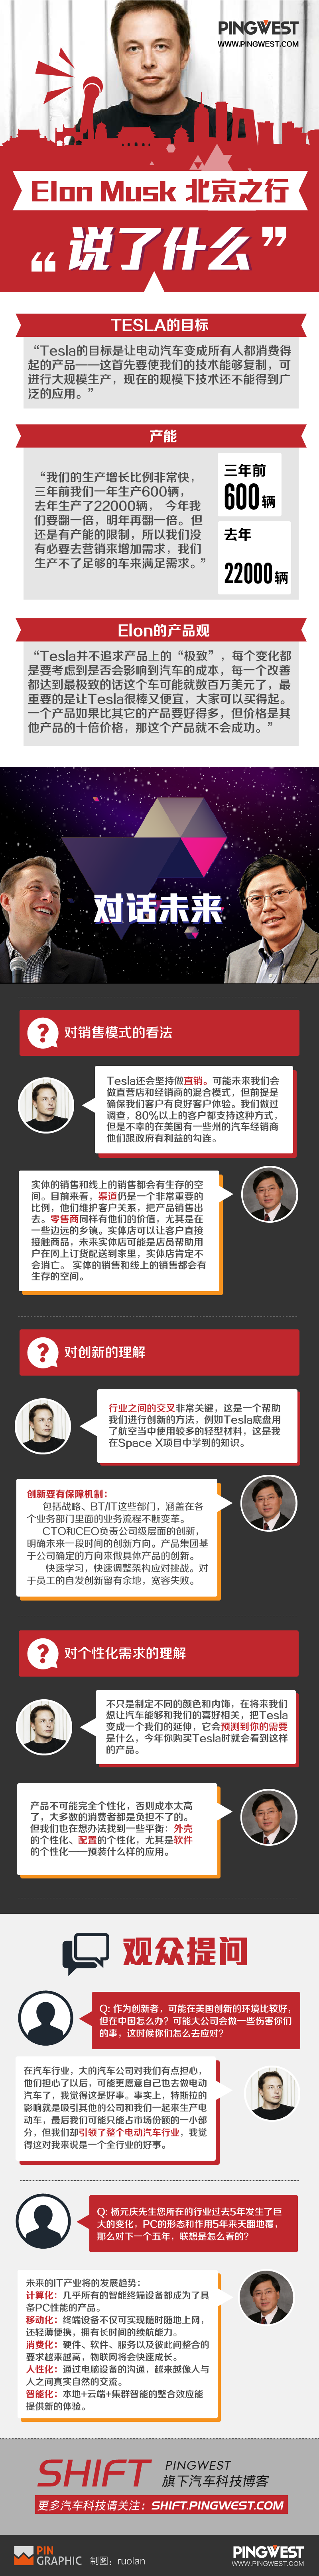 PINGWEST
WWW.PINGWEST.COM
Elon Musk 北京之行
“说了什么”
TESLA的目标
“Tesla的目标是让电动汽车变成所有人都消费得
起的产品——这首先要使我们的技术能够复制，可
进行大规模生产，现在的规模下技术还不能得到广
泛的应用。”
产能
“我们的生产增长比例非常快，
三年前我们一年生产600辆，
去年生产了22000辆， 今年我
们要翻一倍，明年再翻一倍。但
还是有产能的限制，所以我们没
有必要去营销来增加需求，我们
生产不了足够的车来满足需求。”
三年前
600辆
去年
22000辆
Elon的产品观
“Tesla并不追求产品上的“极致”，每个变化都
是要考虑到是否会影响到汽车的成本，每一个改善
都达到最极致的话这个车可能就数百万美元了，最
重要的是让Tesla很棒又便宜，大家可以买得起。
一个产品如果比其它的产品要好得多，但价格是其
他产品的十倍价格，那这个产品就不会成功。”
对话未来
? 对销售模式的看法
Tesla还会坚持做直销。可能未来我们会
做直营店和经销商的混合模式，但前提是
确保我们客户有良好客户体验。我们做过
调查，80%以上的客户都支持这种方式，
但是不幸的在美国有一些州的汽车经销商
他们跟政府有利益的勾连。
实体的销售和线上的销售都会有生存的空
间。目前来看，渠道仍是一个非常重要的
比例，他们维护客户关系，把产品销售出
去。零售商同样有他们的价值，尤其是在
一些边远的乡镇。实体店可以让客户直接
接触商品，未来实体店可能是店员帮助用
户在网上订货配送到家里，实体店肯定不
会消亡。 实体的销售和线上的销售都会有
生存的空间。
? 对创新的理解
行业之间的交叉非常关键，这是一个帮助
我们进行创新的方法，例如Tesla底盘用
了航空当中使用较多的轻型材料，这是我
在Space X项目中学到的知识。
创新要有保障机制：
包括战略、BT/IT这些部门，涵盖在各
个业务部门里面的业务流程不断变革。
CTO和CEO负责公司级层面的创新，
明确未来一段时间的创新方向。产品集团基
于公司确定的方向来做具体产品的创新。
快速学习，快速调整架构应对挑战。对
于员工的自发创新留有余地，宽容失败。
? 对个性化需求的理解
不只是制定不同的颜色和内饰，在将来我们
想让汽车能够和我们的喜好相关，把Tesla
变成一个我们的延伸，它会预测到你的需要
是什么，今年你购买Tesla时就会看到这样
的产品。
产品不可能完全个性化，否则成本太高
了，大多数的消费者都是负担不了的。
但我们也在想办法找到一些平衡：外壳
的个性化、配置的个性化，尤其是软件
的个性化——预装什么样的应用。
观众提问
Q: 作为创新者，可能在美国创新的环境比较好，
但在中国怎么办？可能大公司会做一些伤害你们
的事，这时候你们怎么去应对？
在汽车行业，大的汽车公司对我们有点担心，
他们担心了以后，可能更愿意自己也去做电动
汽车了，我觉得这是好事。事实上，特斯拉的
影响就是吸引其他的公司和我们一起来生产电
动车，最后我们可能只能占市场份额的一小部
分，但我们却引领了整个电动汽车行业，我觉
得这对我来说是一个全行业的好事。
Q: 杨元庆先生您所在的行业过去5年发生了巨
大的变化，PC的形态和作用5年来天翻地覆，
那么对下一个五年，联想是怎么看的？
未来的IT产业将的发展趋势：
计算化：几乎所有的智能终端设备都成为了具
备PC性能的产品。
移动化：终端设备不仅可实现随时随地上网，
还轻薄便携，拥有长时间的续航能力。
消费化：硬件、软件、服务以及彼此间整合的
要求越来越高，物联网将会快速成长。
人性化：通过电脑设备的沟通，越来越像人与
人之间真实自然的交流。
智能化：本地+云端+集群智能的整合效应能
提供新的体验。
SHIFT PINGWEST
旗下汽车科技博客
更多汽车科技请关注：SHIFT.PINGWEST.COM
PIN
GRAPHIC 制图：ruolan
PINGWEST
WWW.PINGWEST.COM